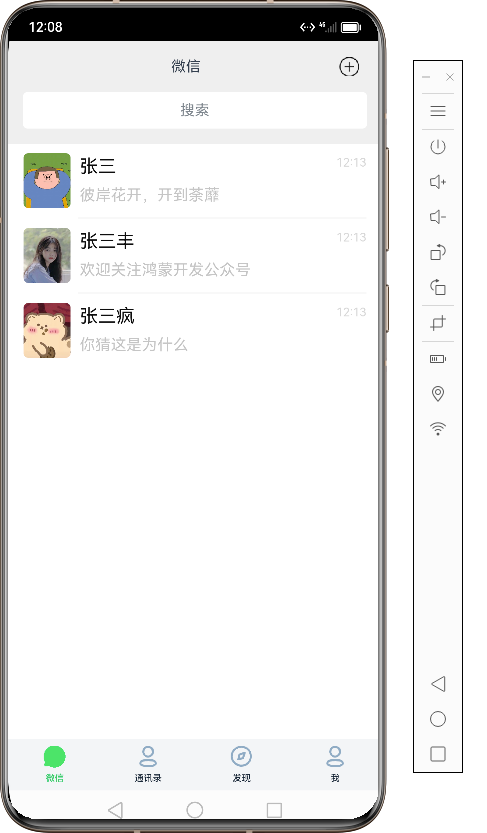 12:08
4G
微信
搜索
张三
12:13
彼岸花开，开到荼蘼
张三丰
12:13
欢迎关注鸿蒙开发公众号
张三疯
12:13
你猜这是为什么
微信
通讯录
发现
我